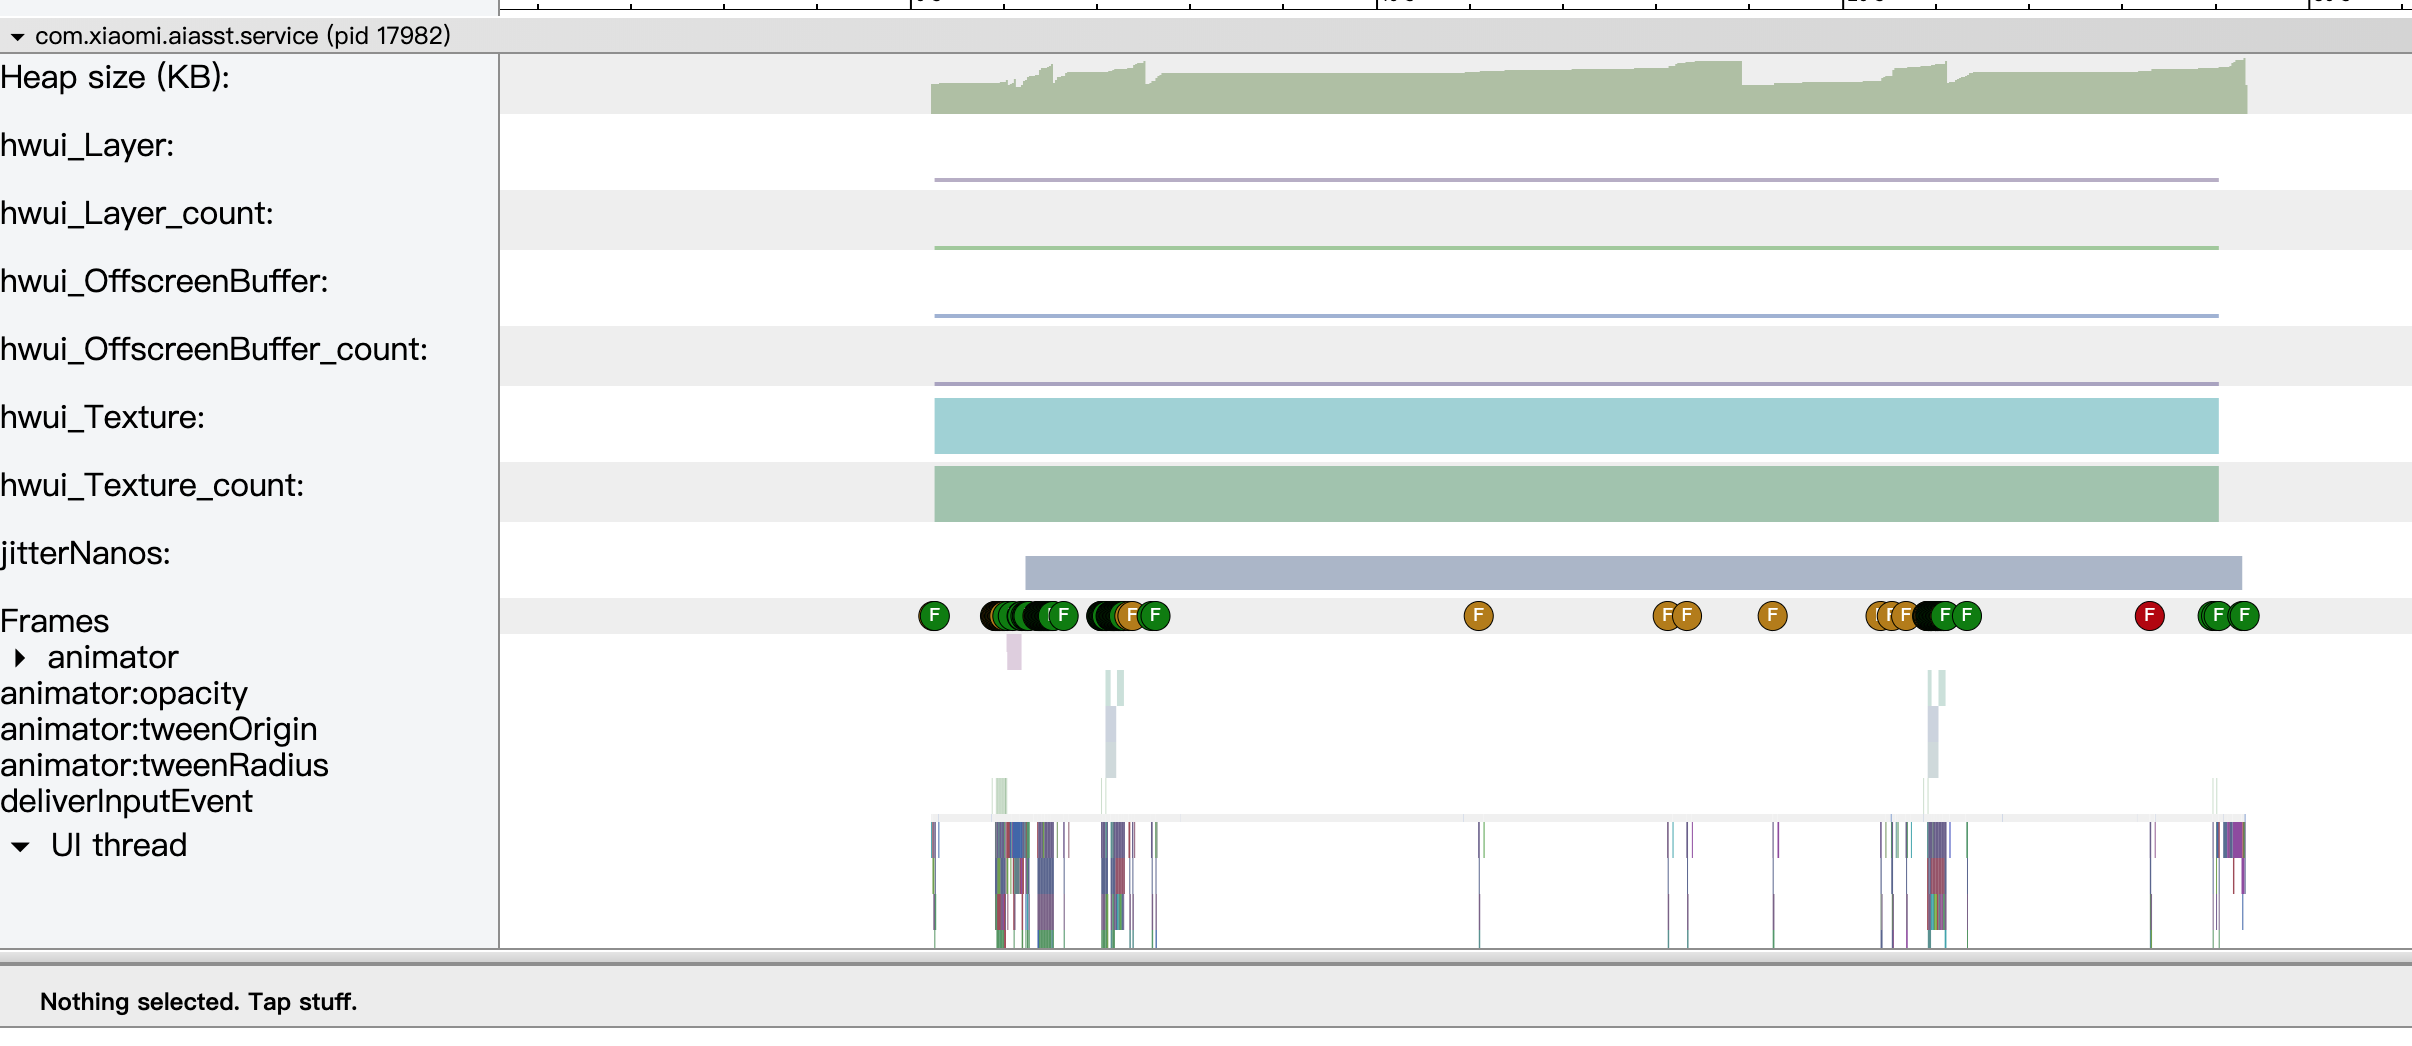 com.xiaomi.aiasst.service (pid 17982)
Heap size (KB):
hwui_Layer:
hwui_Layer_count:
hwui_OffscreenBuffer:
hwui_OffscreenBuffer_count:
hwui_Texture:
hwui_Texture_count:
jitterNanos:
Frames
F F F F F F F F F F F F F F F F F
animator
animator:opacity
animator:tweenOrigin
animator:tweenRadius
deliverInputEvent
UI thread
Nothing selected. Tap stuff.